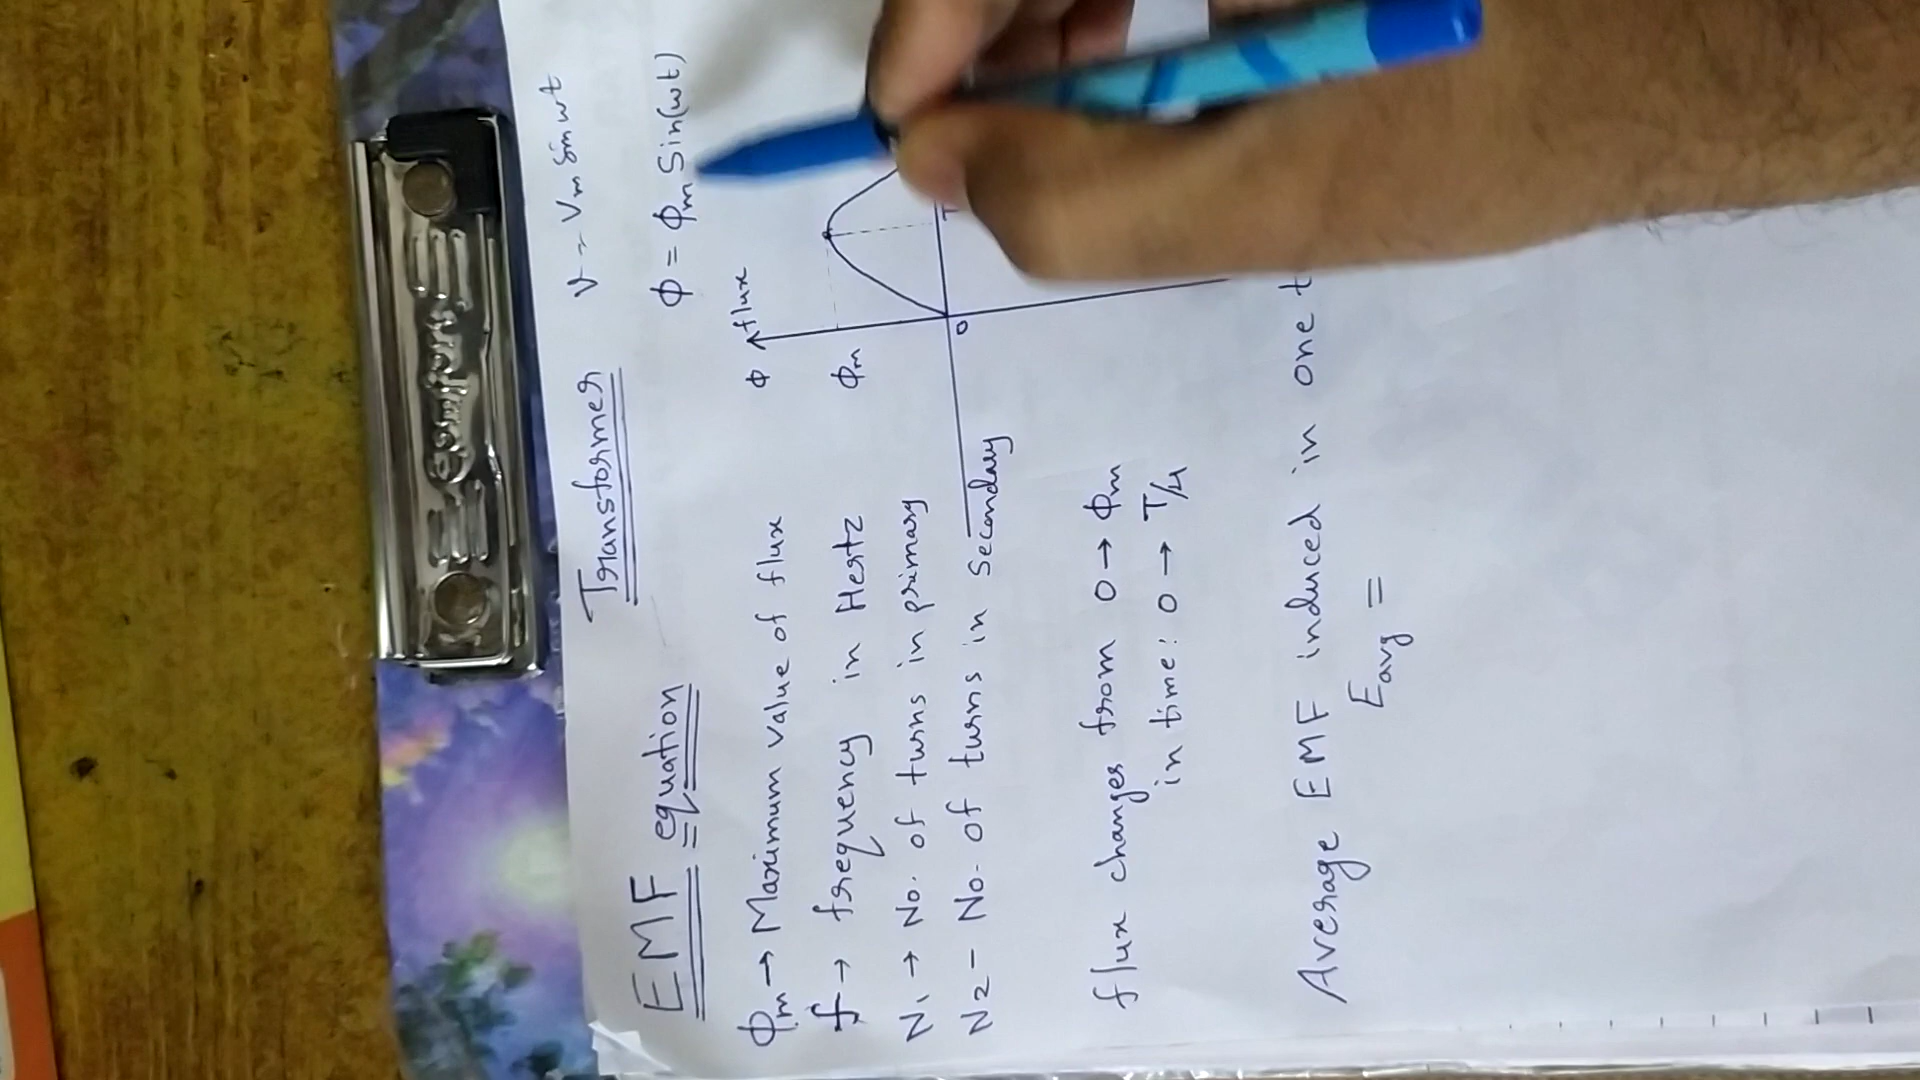 Transformer
V = Vm sin wt
EMF equation
ϕ = ϕm Sin(wt)
ϕm → Maximum value of flux
f → frequency in Hertz
N1 → No. of turns in primary
N2 - No. of turns in Secondary
ϕ flux
ϕm
0
flux changes from 0 → ϕm
in time: 0 → T/4
Average EMF induced in one
Eavg =